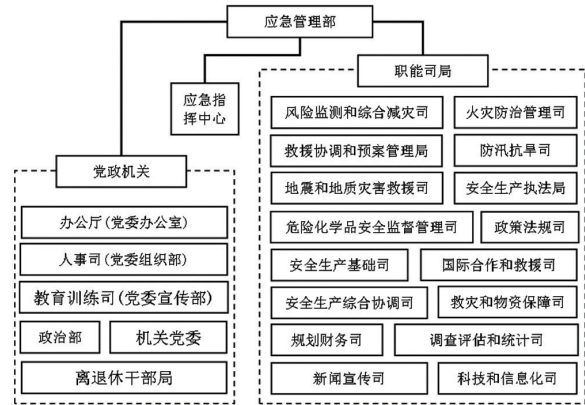 应急管理部
应急指
挥中心
党政机关
办公厅(党委办公室)
人事司(党委组织部)
教育训练司(党委宣传部)
政治部
机关党委
离退休干部局
职能司局
风险监测和综合减灾司
火灾防治管理司
救援协调和预案管理局
防汛抗旱司
地震和地质灾害救援司
安全生产执法局
危险化学品安全监督管理司
政策法规司
安全生产基础司
国际合作和救援司
安全生产综合协调司
救灾和物资保障司
规划财务司
调查评估和统计司
新闻宣传司
科技和信息化司